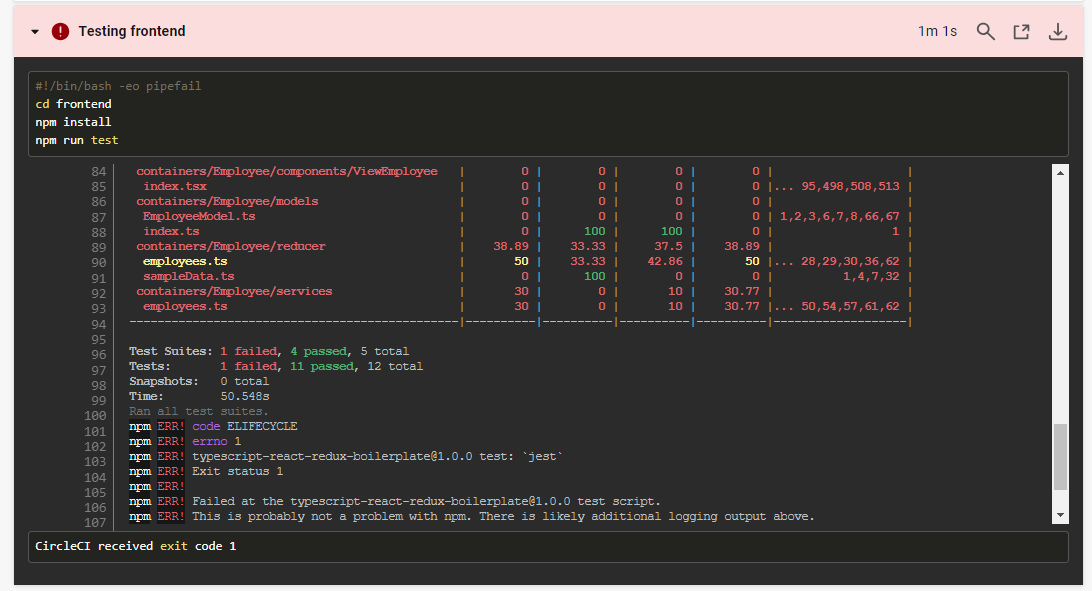 Testing frontend 1m 1s
#!/bin/bash -eo pipefail
cd frontend
npm install
npm run test
84 containers/Employee/components/ViewEmployee | 0 | 0 | 0 | 0 | |
85 index.tsx | 0 | 0 | 0 | 0 |... 95,498,508,513 |
86 containers/Employee/models | 0 | 0 | 0 | 0 | |
87 EmployeeModel.ts | 0 | 0 | 0 | 0 | 1,2,3,6,7,8,66,67 |
88 index.ts | 0 | 100 | 100 | 0 | 1 |
89 containers/Employee/reducer | 38.89 | 33.33 | 37.5 | 38.89 | |
90 employees.ts | 50 | 33.33 | 42.86 | 50 |... 28,29,30,36,62 |
91 sampleData.ts | 0 | 100 | 0 | 0 | 1,4,7,32 |
92 containers/Employee/services | 30 | 0 | 10 | 30.77 | |
93 employees.ts | 30 | 0 | 10 | 30.77 |... 50,54,57,61,62 |
94 -----------------------------------------------|----------|----------|----------|----------|-------------------|
95
96 Test Suites: 1 failed, 4 passed, 5 total
97 Tests: 1 failed, 11 passed, 12 total
98 Snapshots: 0 total
99 Time: 50.548s
100 Ran all test suites.
101 npm ERR! code ELIFECYCLE
102 npm ERR! errno 1
103 npm ERR! typescript-react-redux-boilerplate@1.0.0 test: `jest`
104 npm ERR! Exit status 1
105 npm ERR!
106 npm ERR! Failed at the typescript-react-redux-boilerplate@1.0.0 test script.
107 npm ERR! This is probably not a problem with npm. There is likely additional logging output above.
CircleCI received exit code 1